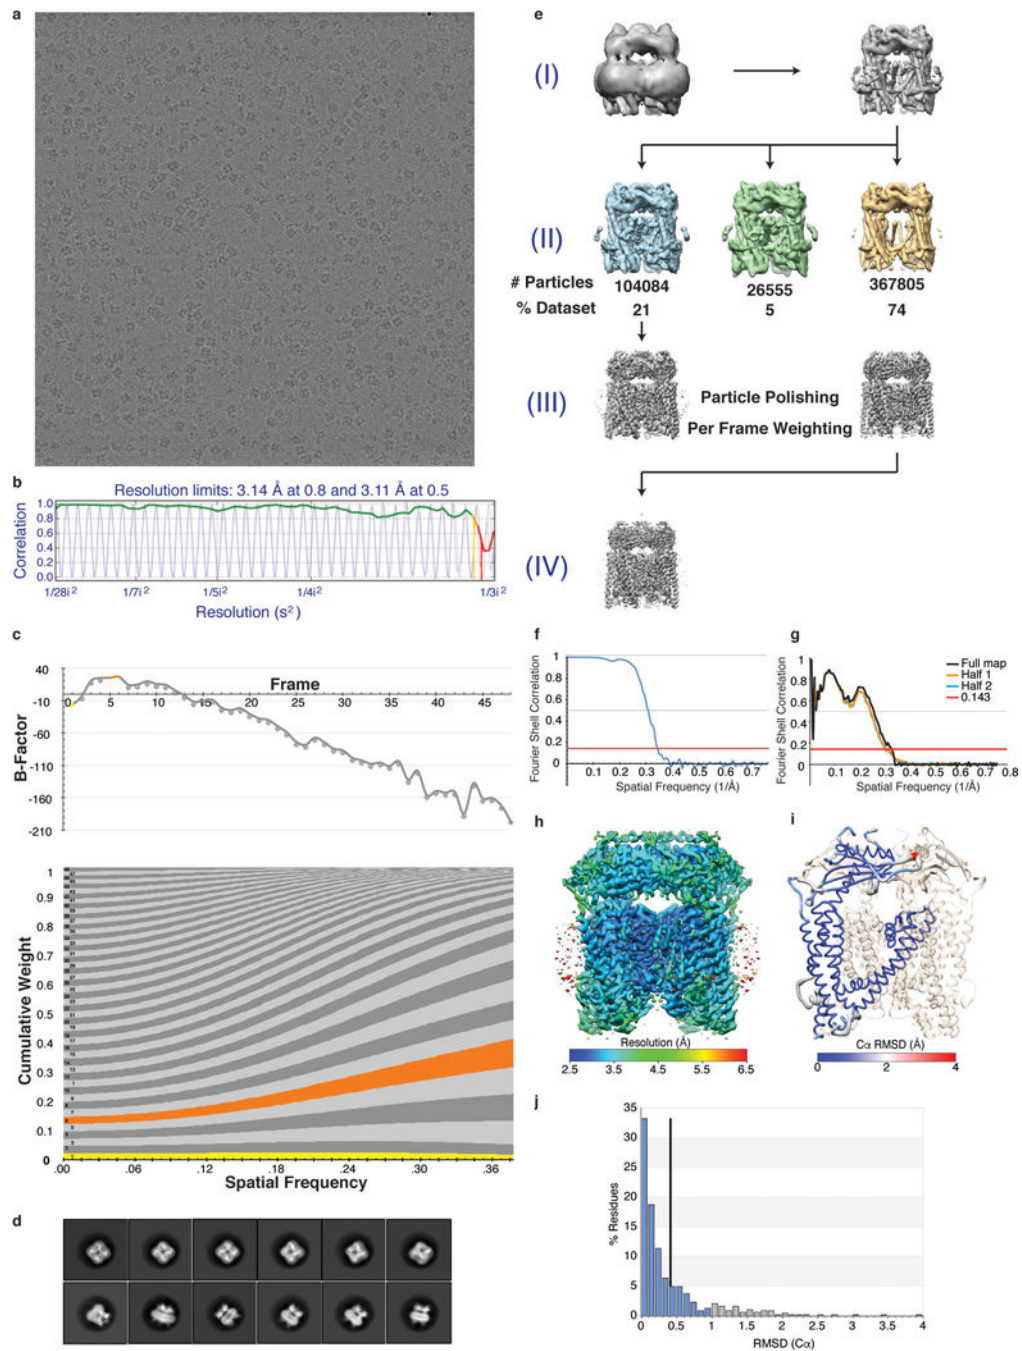 a
b
Resolution limits: 3.14 Å at 0.8 and 3.11 Å at 0.5
Correlation
1.0
0.8
0.6
0.4
0.2
0.0
1/28i²
1/7i²
1/5i²
1/4i²
1/3i²
Resolution (s²)
c
40
-10
-60
-110
-160
-210
B-Factor
Frame
0 5 10 15 20 25 30 35 40 45
1
0.9
0.8
0.7
0.6
0.5
0.4
0.3
0.2
0.1
0
Cumulative Weight
.00 .06 .12 .18 .24 .30 .36
Spatial Frequency
d
e
(I)
(II)
# Particles 104084 26555 367805
% Dataset 21 5 74
(III)
Particle Polishing
Per Frame Weighting
(IV)
f
Fourier Shell Correlation
1
0.8
0.6
0.4
0.2
0
0.1 0.2 0.3 0.4 0.5 0.6 0.7
Spatial Frequency (1/Å)
g
Fourier Shell Correlation
1
0.8
0.6
0.4
0.2
0
Full map
Half 1
Half 2
0.143
0.1 0.2 0.3 0.4 0.5 0.6 0.7 0.8
Spatial Frequency (1/Å)
h
Resolution (Å)
2.5 3.5 4.5 5.5 6.5
i
Cα RMSD (Å)
0 2 4
j
35
30
25
20
15
10
5
0
% Residues
0 0.5 1 1.5 2 2.5 3 3.5 4
RMSD (Cα)